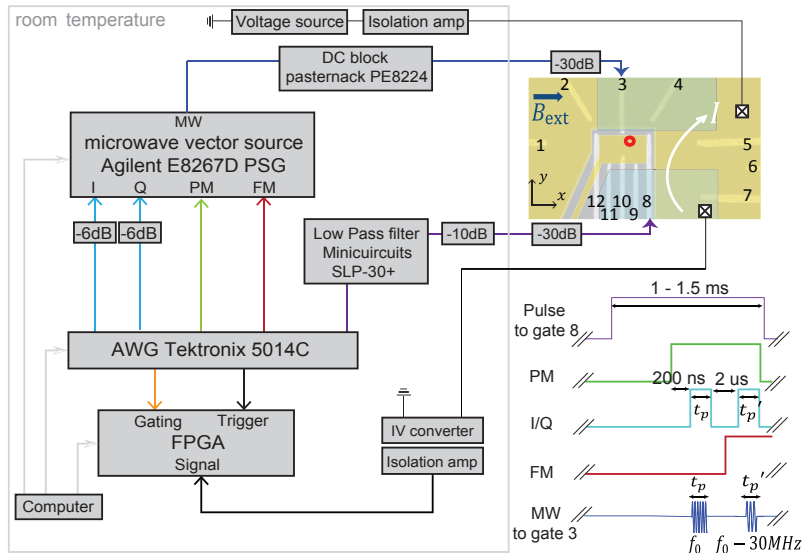 room temperature
Voltage source
Isolation amp
DC block
pasternack PE8224
-30dB
MW
microwave vector source
Agilent E8267D PSG
I Q PM FM
-6dB -6dB
Low Pass filter
Minicuircuits
SLP-30+
-10dB
-30dB
2 3 4
B_ext
I
1
5
6
7
y
x
12 10 8
11 9
AWG Tektronix 5014C
Gating Trigger
FPGA
Signal
Computer
IV converter
Isolation amp
1 - 1.5 ms
Pulse
to gate 8
PM
200 ns 2 us
t_p t_p'
I/Q
FM
t_p t_p'
MW
to gate 3
f_0 f_0 - 30MHz